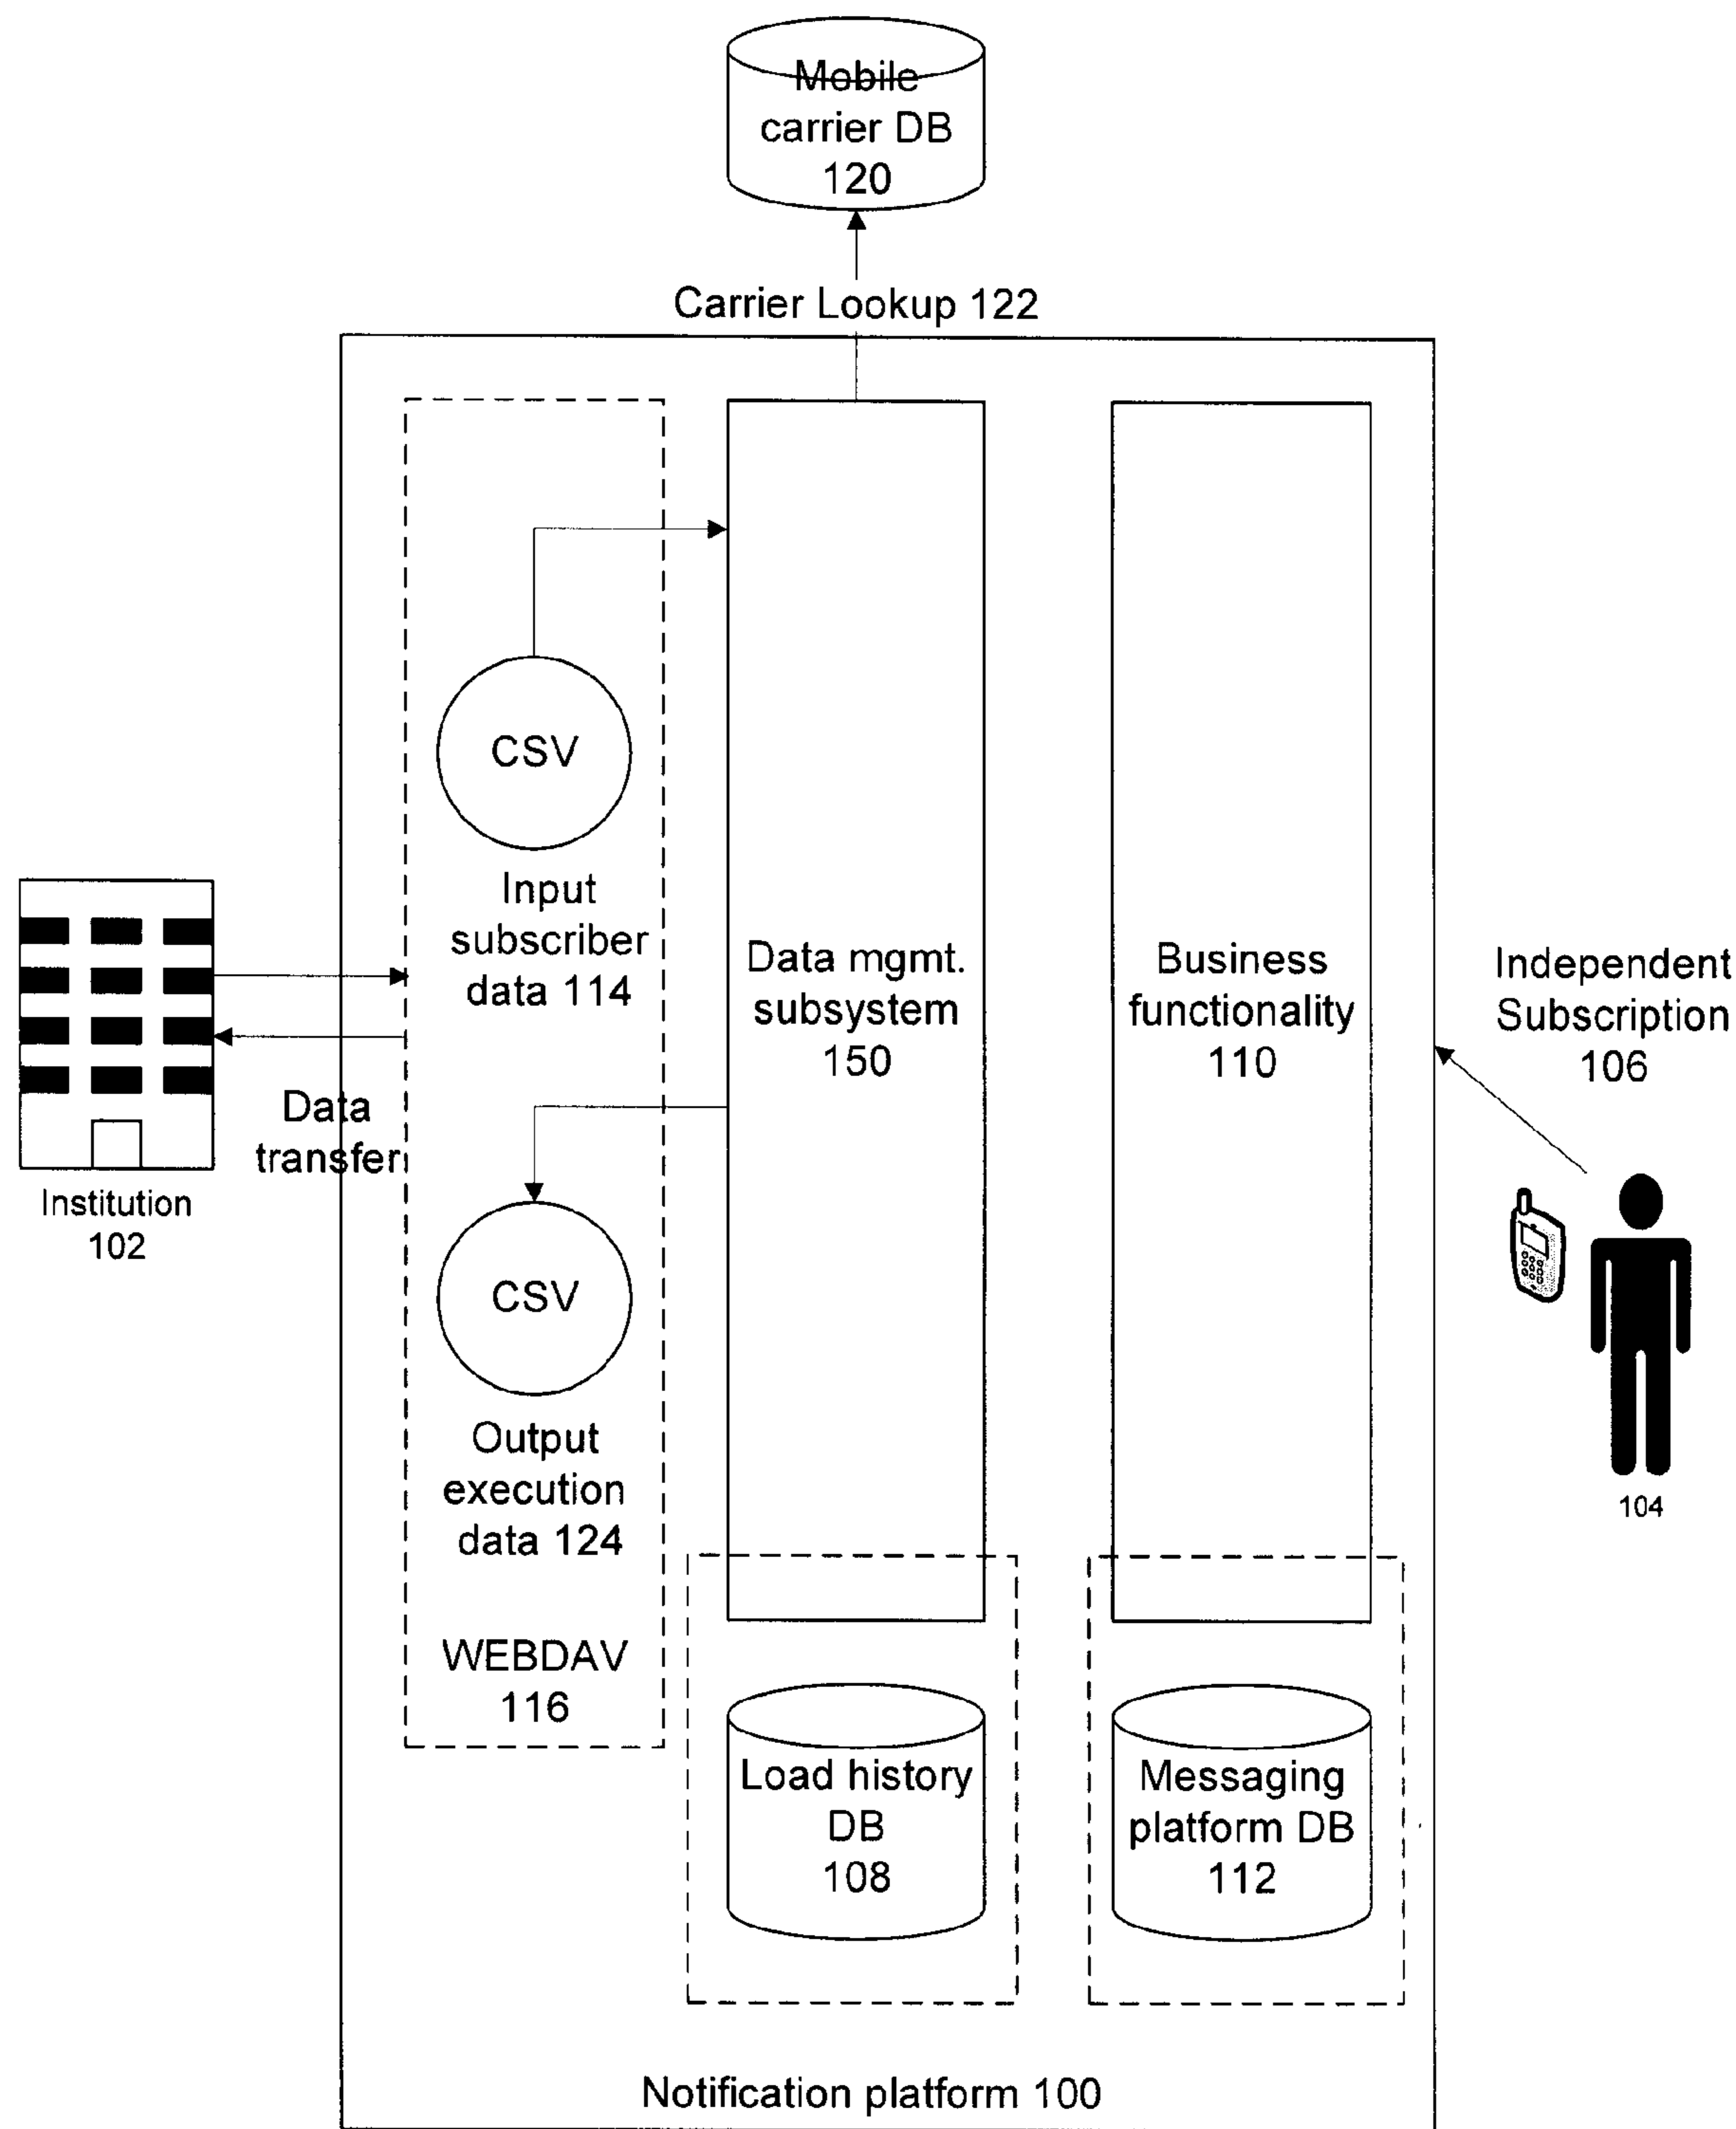 Mobile
carrier DB
120
Carrier Lookup 122
CSV
Input
subscriber
data 114
Data mgmt.
subsystem
150
Business
functionality
110
Independent
Subscription
106
Data
transfer
Institution
102
CSV
Output
execution
data 124
104
WEBDAV
116
Load history
DB
108
Messaging
platform DB
112
Notification platform 100